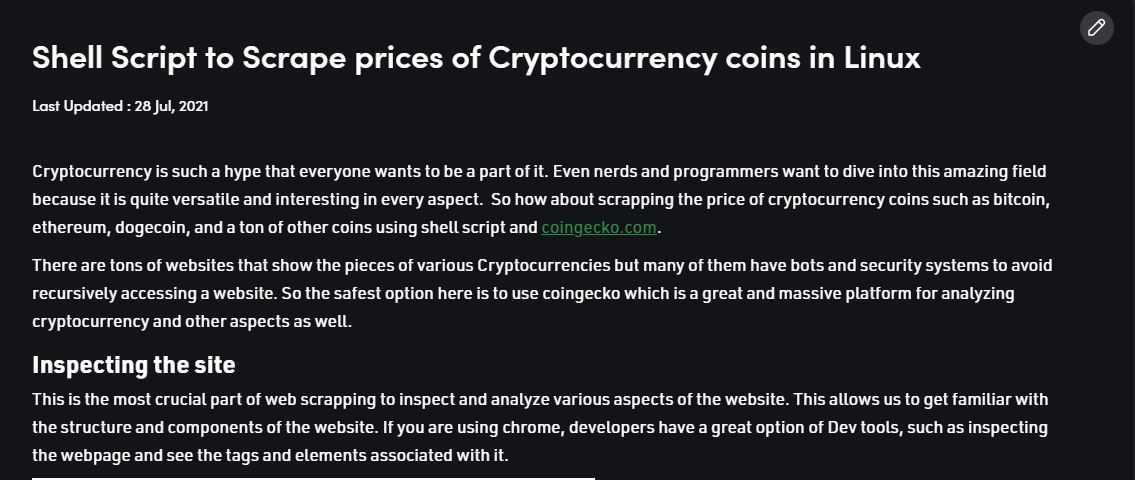 Shell Script to Scrape prices of Cryptocurrency coins in Linux
Last Updated : 28 Jul, 2021
Cryptocurrency is such a hype that everyone wants to be a part of it. Even nerds and programmers want to dive into this amazing field
because it is quite versatile and interesting in every aspect.  So how about scrapping the price of cryptocurrency coins such as bitcoin,
ethereum, dogecoin, and a ton of other coins using shell script and coingecko.com.
There are tons of websites that show the pieces of various Cryptocurrencies but many of them have bots and security systems to avoid
recursively accessing a website. So the safest option here is to use coingecko which is a great and massive platform for analyzing
cryptocurrency and other aspects as well.
Inspecting the site
This is the most crucial part of web scrapping to inspect and analyze various aspects of the website. This allows us to get familiar with
the structure and components of the website. If you are using chrome, developers have a great option of Dev tools, such as inspecting
the webpage and see the tags and elements associated with it.